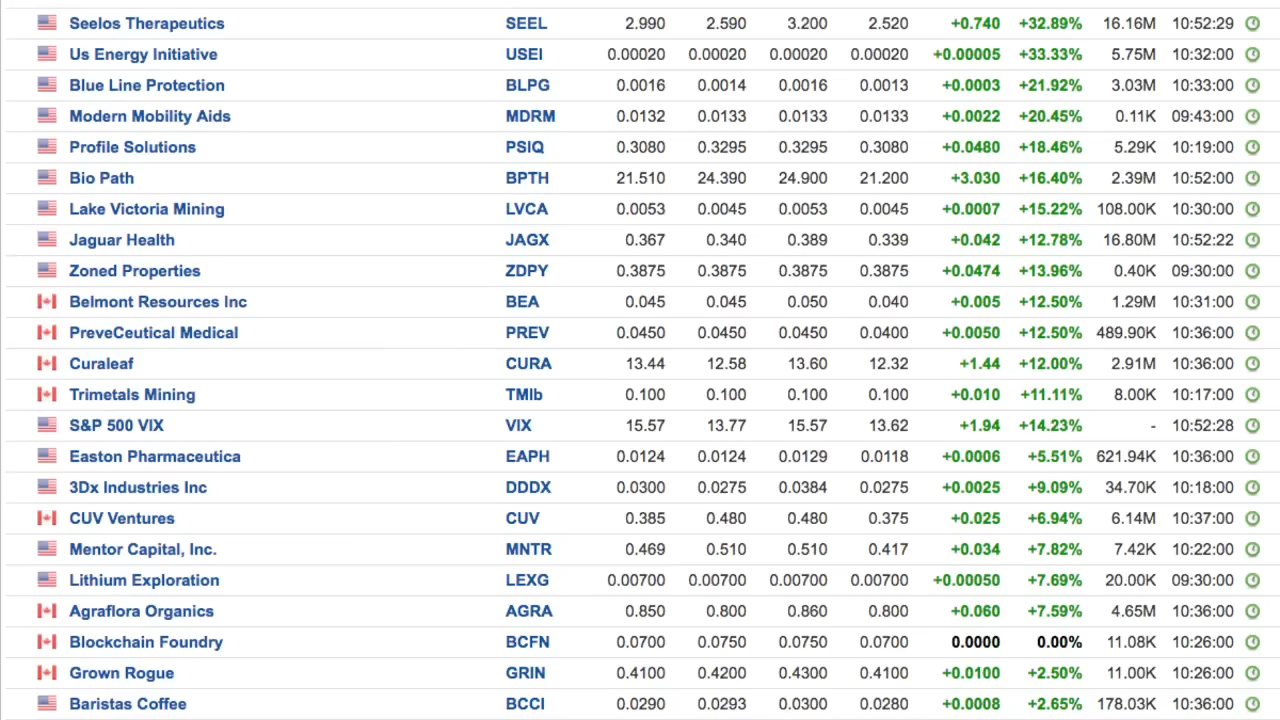 Seelos Therapeutics SEEL 2.990 2.590 3.200 2.520 +0.740 +32.89% 16.16M 10:52:29
Us Energy Initiative USEI 0.00020 0.00020 0.00020 0.00020 +0.00005 +33.33% 5.75M 10:32:00
Blue Line Protection BLPG 0.0016 0.0014 0.0016 0.0013 +0.0003 +21.92% 3.03M 10:33:00
Modern Mobility Aids MDRM 0.0132 0.0133 0.0133 0.0133 +0.0022 +20.45% 0.11K 09:43:00
Profile Solutions PSIQ 0.3080 0.3295 0.3295 0.3080 +0.0480 +18.46% 5.29K 10:19:00
Bio Path BPTH 21.510 24.390 24.900 21.200 +3.030 +16.40% 2.39M 10:52:00
Lake Victoria Mining LVCA 0.0053 0.0045 0.0053 0.0045 +0.0007 +15.22% 108.00K 10:30:00
Jaguar Health JAGX 0.367 0.340 0.389 0.339 +0.042 +12.78% 16.80M 10:52:22
Zoned Properties ZDPY 0.3875 0.3875 0.3875 0.3875 +0.0474 +13.96% 0.40K 09:30:00
Belmont Resources Inc BEA 0.045 0.045 0.050 0.040 +0.005 +12.50% 1.29M 10:31:00
PreveCeutical Medical PREV 0.0450 0.0450 0.0450 0.0400 +0.0050 +12.50% 489.90K 10:36:00
Curaleaf CURA 13.44 12.58 13.60 12.32 +1.44 +12.00% 2.91M 10:36:00
Trimetals Mining TMIb 0.100 0.100 0.100 0.100 +0.010 +11.11% 8.00K 10:17:00
S&P 500 VIX VIX 15.57 13.77 15.57 13.62 +1.94 +14.23% - 10:52:28
Easton Pharmaceutica EAPH 0.0124 0.0124 0.0129 0.0118 +0.0006 +5.51% 621.94K 10:36:00
3Dx Industries Inc DDDX 0.0300 0.0275 0.0384 0.0275 +0.0025 +9.09% 34.70K 10:18:00
CUV Ventures CUV 0.385 0.480 0.480 0.375 +0.025 +6.94% 6.14M 10:37:00
Mentor Capital, Inc. MNTR 0.469 0.510 0.510 0.417 +0.034 +7.82% 7.42K 10:22:00
Lithium Exploration LEXG 0.00700 0.00700 0.00700 0.00700 +0.00050 +7.69% 20.00K 09:30:00
Agraflora Organics AGRA 0.850 0.800 0.860 0.800 +0.060 +7.59% 4.65M 10:36:00
Blockchain Foundry BCFN 0.0700 0.0750 0.0750 0.0700 0.0000 0.00% 11.08K 10:26:00
Grown Rogue GRIN 0.4100 0.4200 0.4300 0.4100 +0.0100 +2.50% 11.00K 10:26:00
Baristas Coffee BCCI 0.0290 0.0293 0.0300 0.0280 +0.0008 +2.65% 178.03K 10:36:00